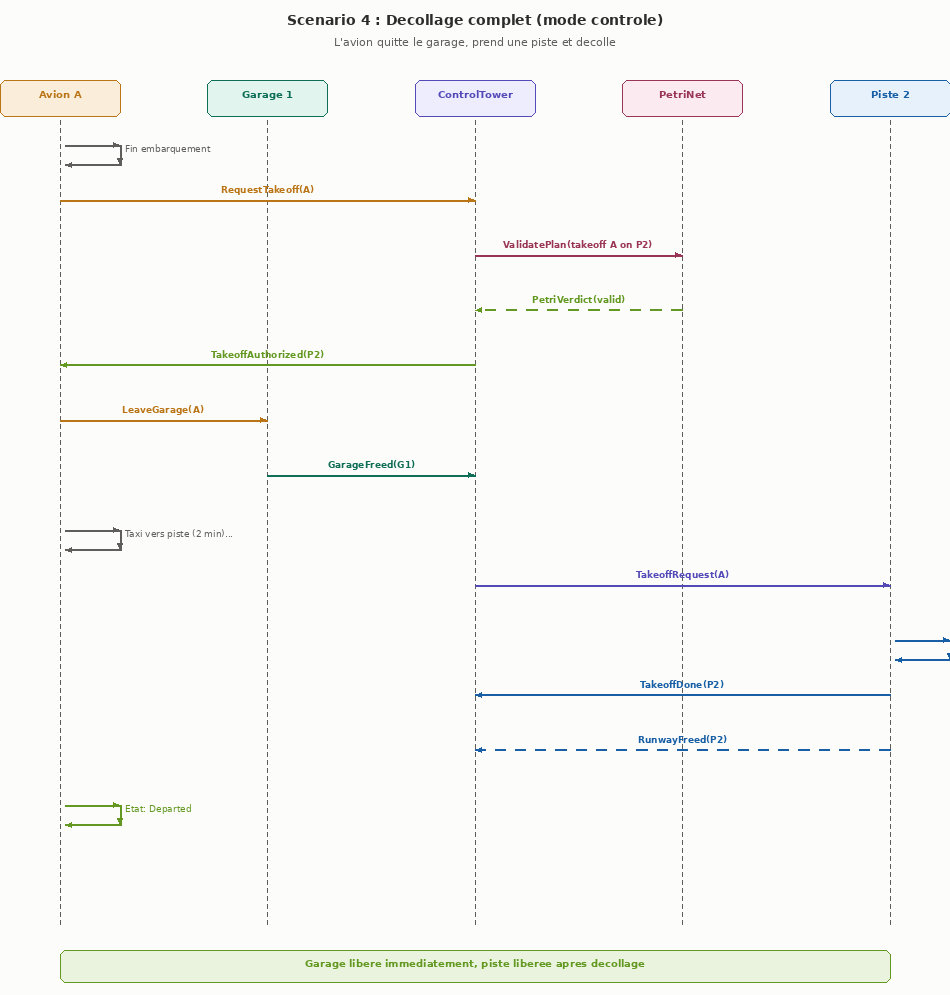 Scenario 4 : Decollage complet (mode controle)
L'avion quitte le garage, prend une piste et decolle
Avion A
Garage 1
ControlTower
PetriNet
Piste 2
Fin embarquement
RequestTakeoff(A)
ValidatePlan(takeoff A on P2)
PetriVerdict(valid)
TakeoffAuthorized(P2)
LeaveGarage(A)
GarageFreed(G1)
Taxi vers piste (2 min)...
TakeoffRequest(A)
TakeoffDone(P2)
RunwayFreed(P2)
Etat: Departed
Garage libere immediatement, piste liberee apres decollage